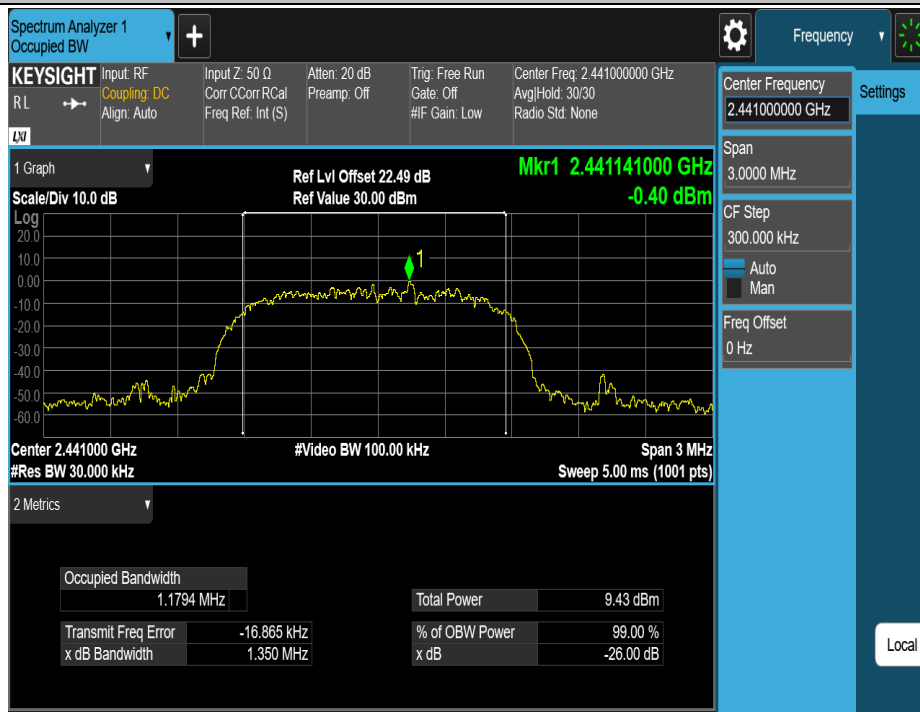 Spectrum Analyzer 1
Occupied BW
+
Frequency
KEYSIGHT
RL
LXI
Input: RF
Coupling: DC
Align: Auto
Input Z: 50 Ω
Corr CCorr RCal
Freq Ref: Int (S)
Atten: 20 dB
Preamp: Off
Trig: Free Run
Gate: Off
#IF Gain: Low
Center Freq: 2.441000000 GHz
Avg|Hold: 30/30
Radio Std: None
Center Frequency
2.441000000 GHz
Settings
Span
3.0000 MHz
CF Step
300.000 kHz
Auto
Man
Freq Offset
0 Hz
Local
1 Graph
Scale/Div 10.0 dB
Ref Lvl Offset 22.49 dB
Ref Value 30.00 dBm
Mkr1 2.441141000 GHz
-0.40 dBm
Log
20.0
10.0
0.00
-10.0
-20.0
-30.0
-40.0
-50.0
-60.0
1
Center 2.441000 GHz
#Res BW 30.000 kHz
#Video BW 100.00 kHz
Span 3 MHz
Sweep 5.00 ms (1001 pts)
2 Metrics
Occupied Bandwidth
1.1794 MHz
Total Power 9.43 dBm
Transmit Freq Error -16.865 kHz
% of OBW Power 99.00 %
x dB Bandwidth 1.350 MHz
x dB -26.00 dB